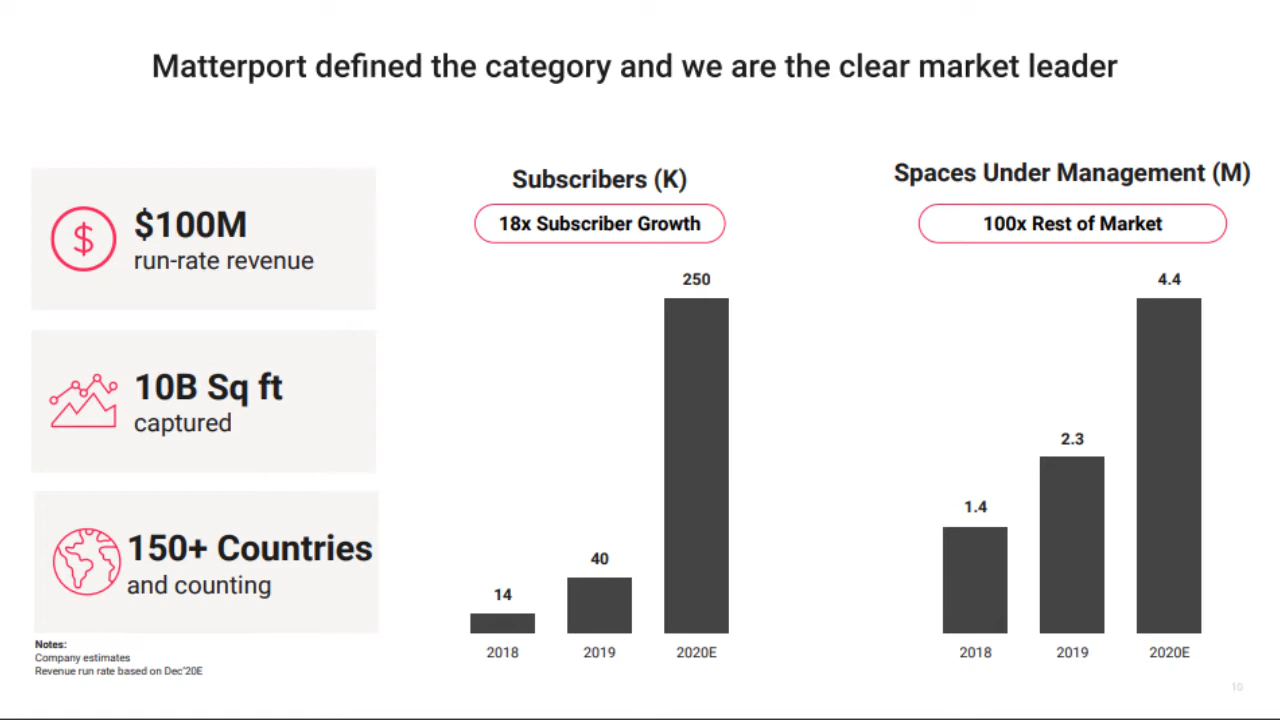 Matterport defined the category and we are the clear market leader
$100M
run-rate revenue
10B Sq ft
captured
150+ Countries
and counting
Notes:
Company estimates
Revenue run rate based on Dec'20E
Subscribers (K)
18x Subscriber Growth
250
40
14
2018
2019
2020E
Spaces Under Management (M)
100x Rest of Market
4.4
2.3
1.4
2018
2019
2020E
10